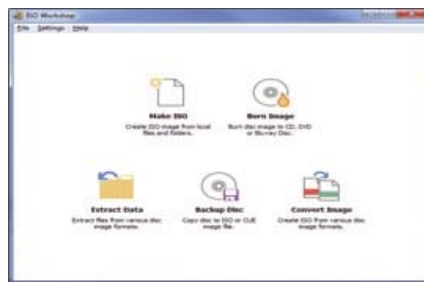 ISO Workshop
File Settings Help
Make ISO
Create ISO image from local
files and folders.
Burn Image
Burn disc image to CD, DVD
or Blu-ray Disc.
Extract Data
Extract files from various disc
image formats.
Backup Disc
Copy disc to ISO or CUE
image file.
Convert Image
Create ISO from various disc
image formats.